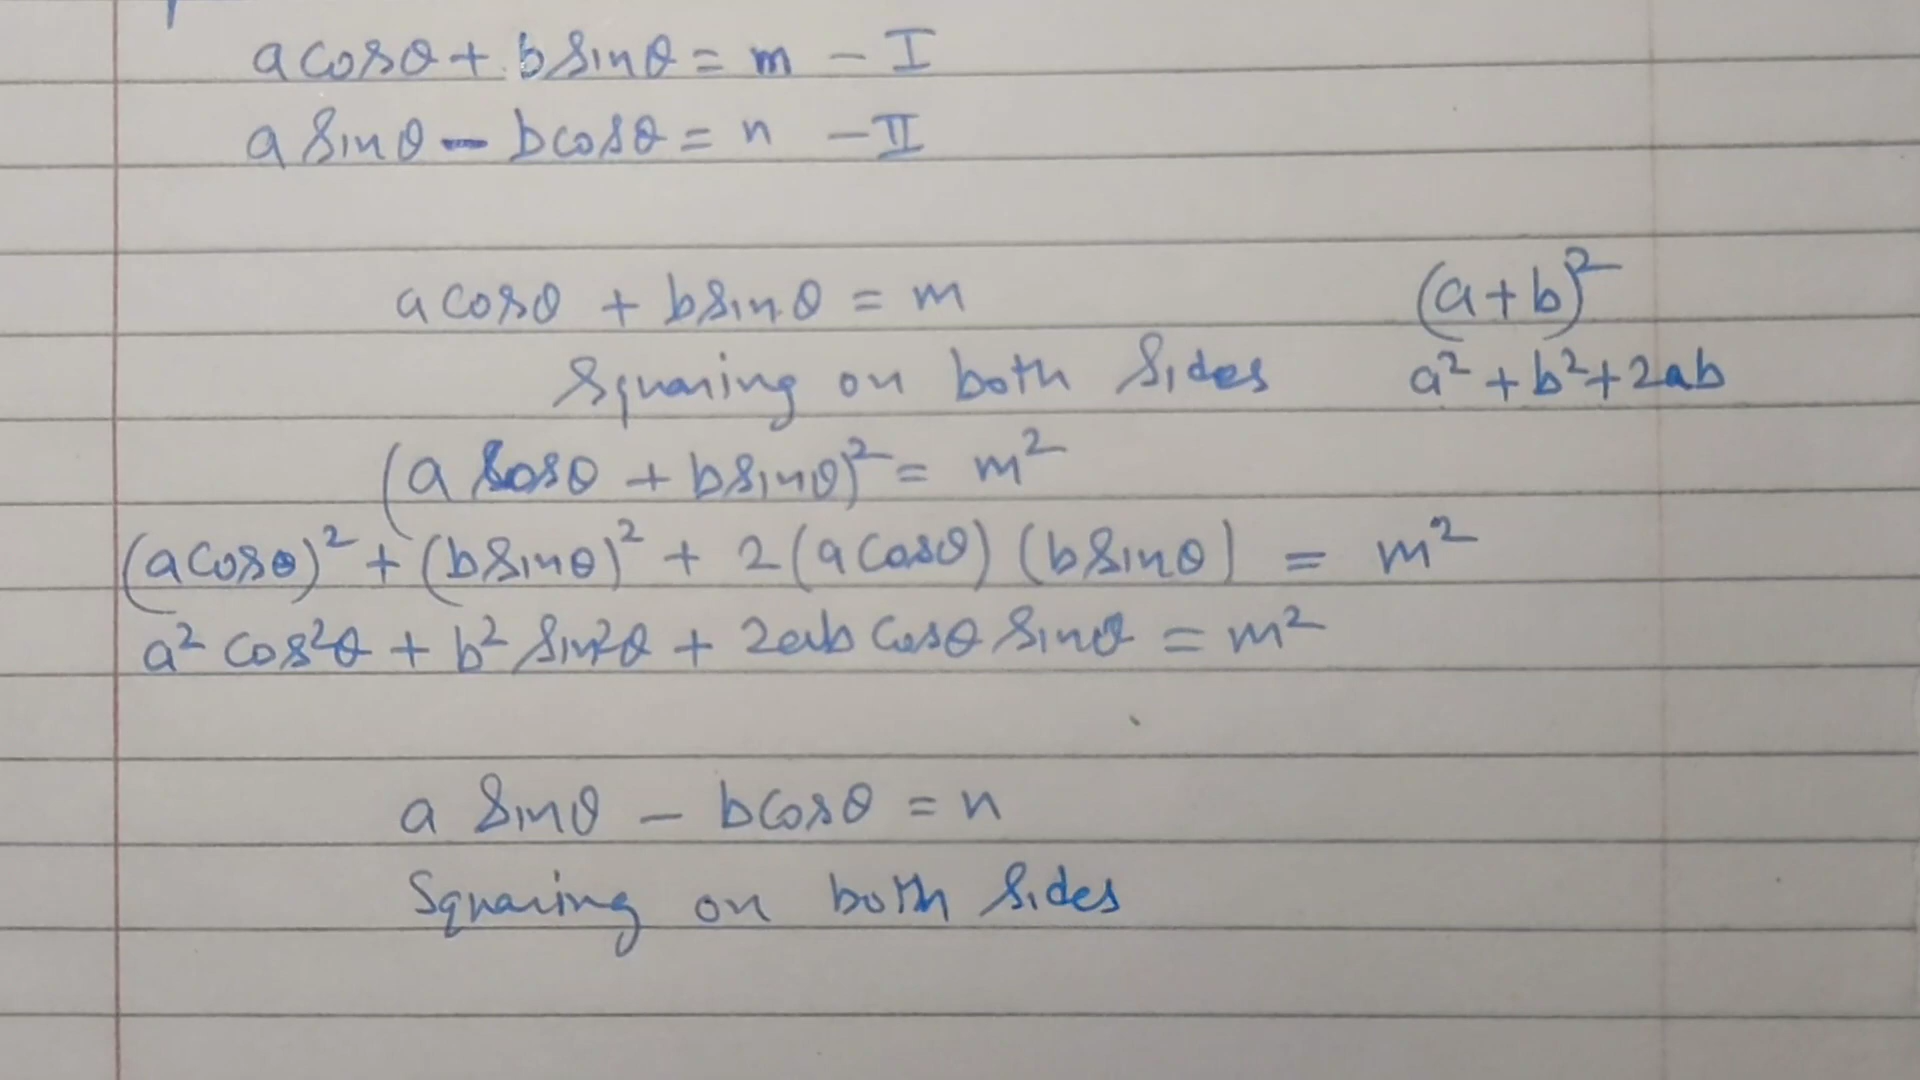 a cosθ + b sinθ = m - I
a sinθ - b cosθ = n - II
a cosθ + b sinθ = m
(a+b)²
Squaring on both sides
a² + b² + 2ab
(a cosθ + b sinθ)² = m²
(a cosθ)² + (b sinθ)² + 2 (a cosθ) (b sinθ) = m²
a² cos²θ + b² sin²θ + 2ab cosθ sinθ = m²
a sinθ - b cosθ = n
Squaring on both sides